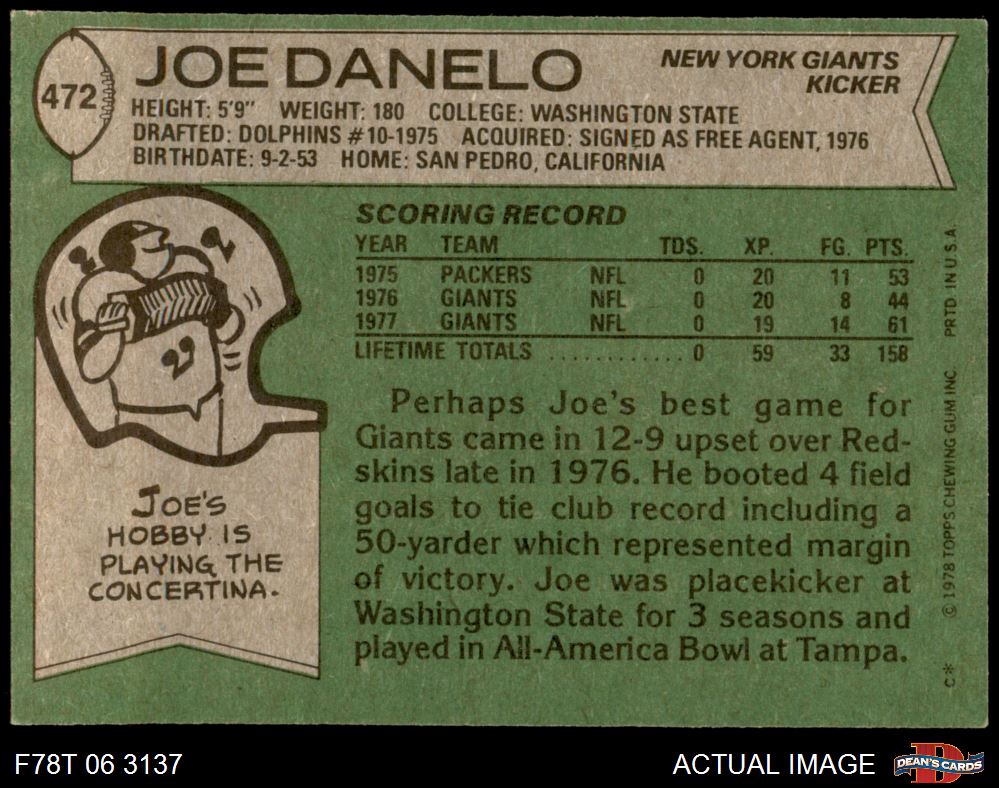 472
JOE DANELO
NEW YORK GIANTS
KICKER
HEIGHT: 5'9" WEIGHT: 180 COLLEGE: WASHINGTON STATE
DRAFTED: DOLPHINS #10-1975 ACQUIRED: SIGNED AS FREE AGENT, 1976
BIRTHDATE: 9-2-53 HOME: SAN PEDRO, CALIFORNIA
SCORING RECORD
YEAR TEAM TDS. XP. FG. PTS.
1975 PACKERS NFL 0 20 11 53
1976 GIANTS NFL 0 20 8 44
1977 GIANTS NFL 0 19 14 61
LIFETIME TOTALS ............ 0 59 33 158
Perhaps Joe's best game for
Giants came in 12-9 upset over Red-
skins late in 1976. He booted 4 field
goals to tie club record including a
50-yarder which represented margin
of victory. Joe was placekicker at
Washington State for 3 seasons and
played in All-America Bowl at Tampa.
JOE'S
HOBBY IS
PLAYING THE
CONCERTINA.
C* © 1978 TOPPS CHEWING GUM INC. PRTD. IN U.S.A.
F78T 06 3137
ACTUAL IMAGE
D
DEAN'S CARDS